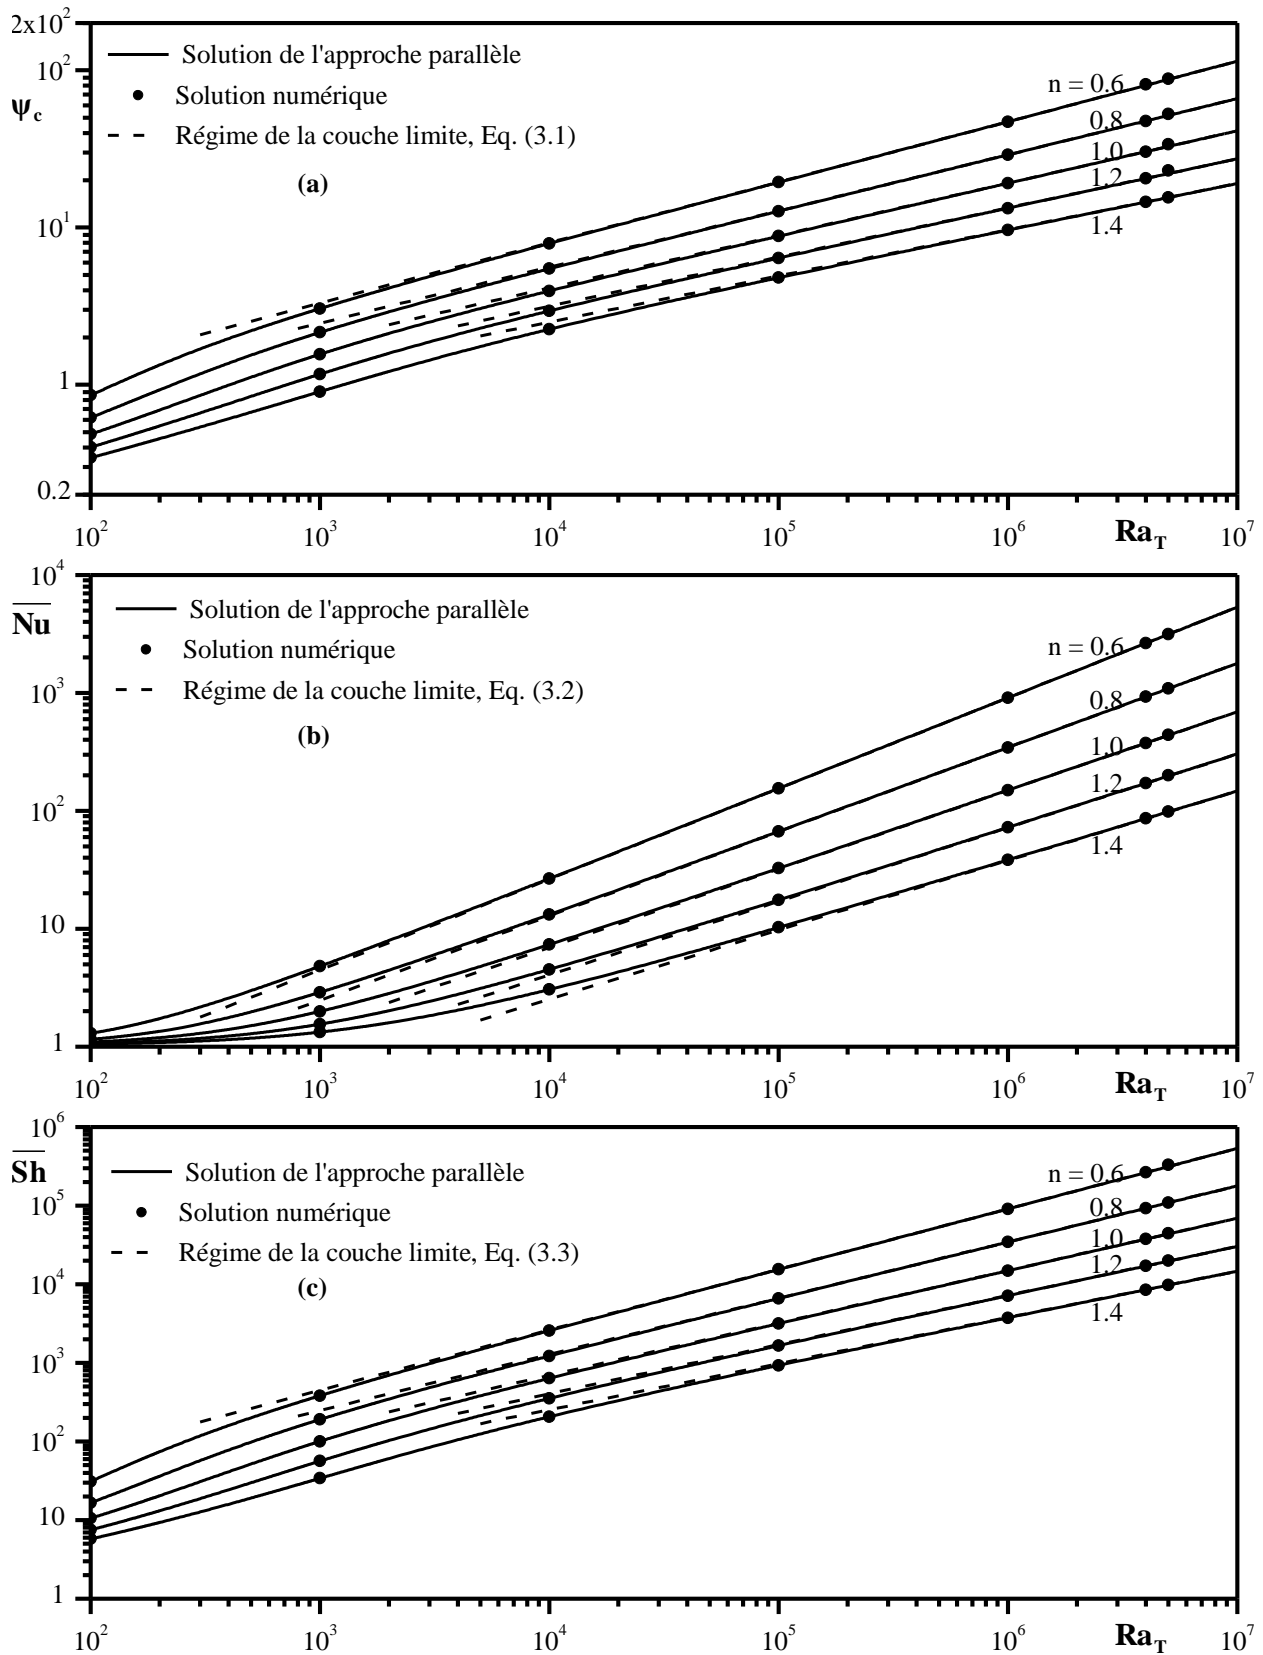 2x10²
10²
ψc
10¹
1
0.2
Solution de l'approche parallèle
Solution numérique
Régime de la couche limite, Eq. (3.1)
(a)
n = 0.6
0.8
1.0
1.2
1.4
10² 10³ 10⁴ 10⁵ 10⁶ RaT 10⁷
10⁴
Nu
10³
10²
10
1
Solution de l'approche parallèle
Solution numérique
Régime de la couche limite, Eq. (3.2)
(b)
n = 0.6
0.8
1.0
1.2
1.4
10² 10³ 10⁴ 10⁵ 10⁶ RaT 10⁷
10⁶
Sh
10⁵
10⁴
10³
10²
10
1
Solution de l'approche parallèle
Solution numérique
Régime de la couche limite, Eq. (3.3)
(c)
n = 0.6
0.8
1.0
1.2
1.4
10² 10³ 10⁴ 10⁵ 10⁶ RaT 10⁷